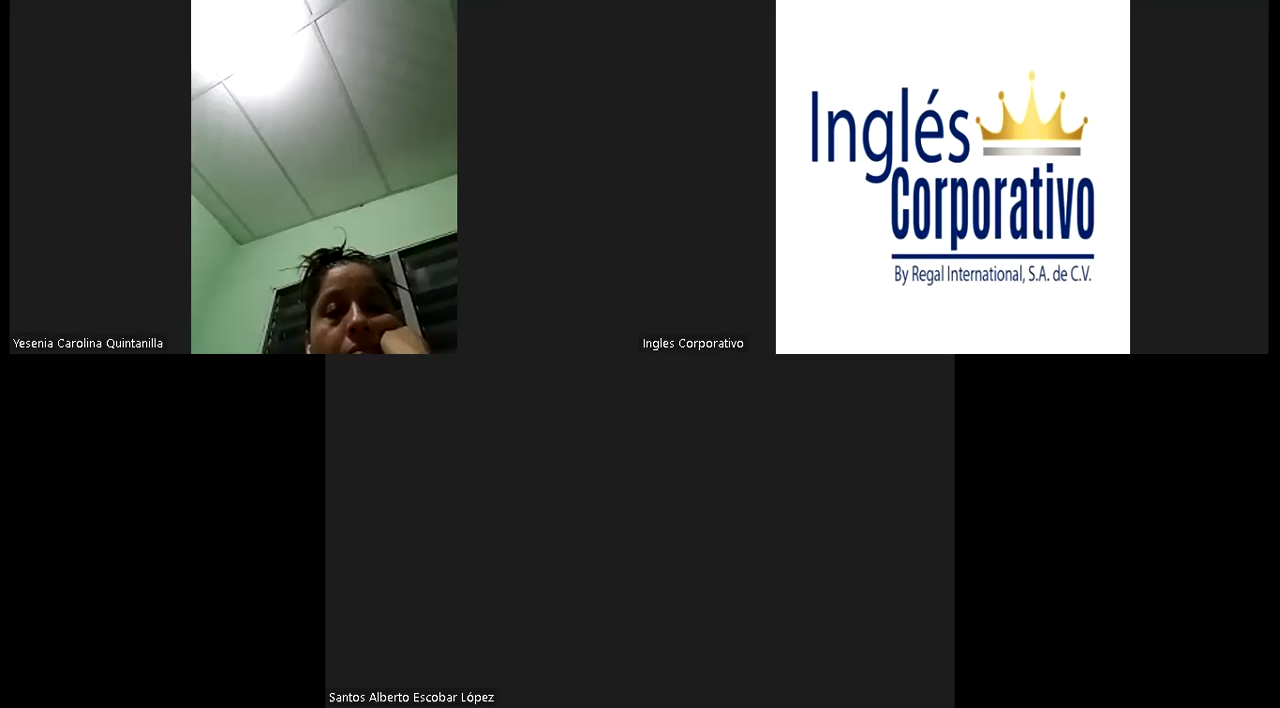 Inglés
Corporativo
By Regal International, S.A. de C.V.
Yesenia Carolina Quintanilla
Ingles Corporativo
Santos Alberto Escobar López